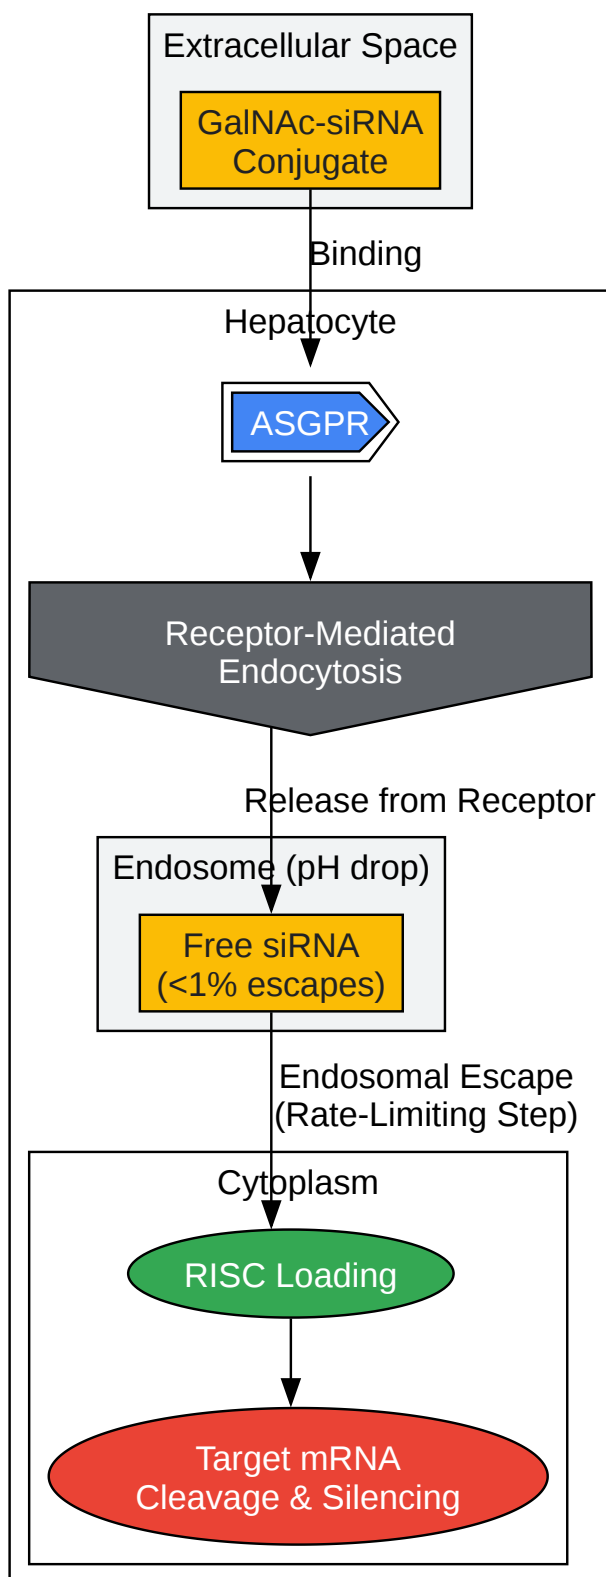 Extracellular Space
GalNAc-siRNA
Conjugate
Binding
Hepatocyte
ASGPR
Receptor-Mediated
Endocytosis
Release from Receptor
Endosome (pH drop)
Free siRNA
(<1% escapes)
Endosomal Escape
(Rate-Limiting Step)
Cytoplasm
RISC Loading
Target mRNA
Cleavage & Silencing